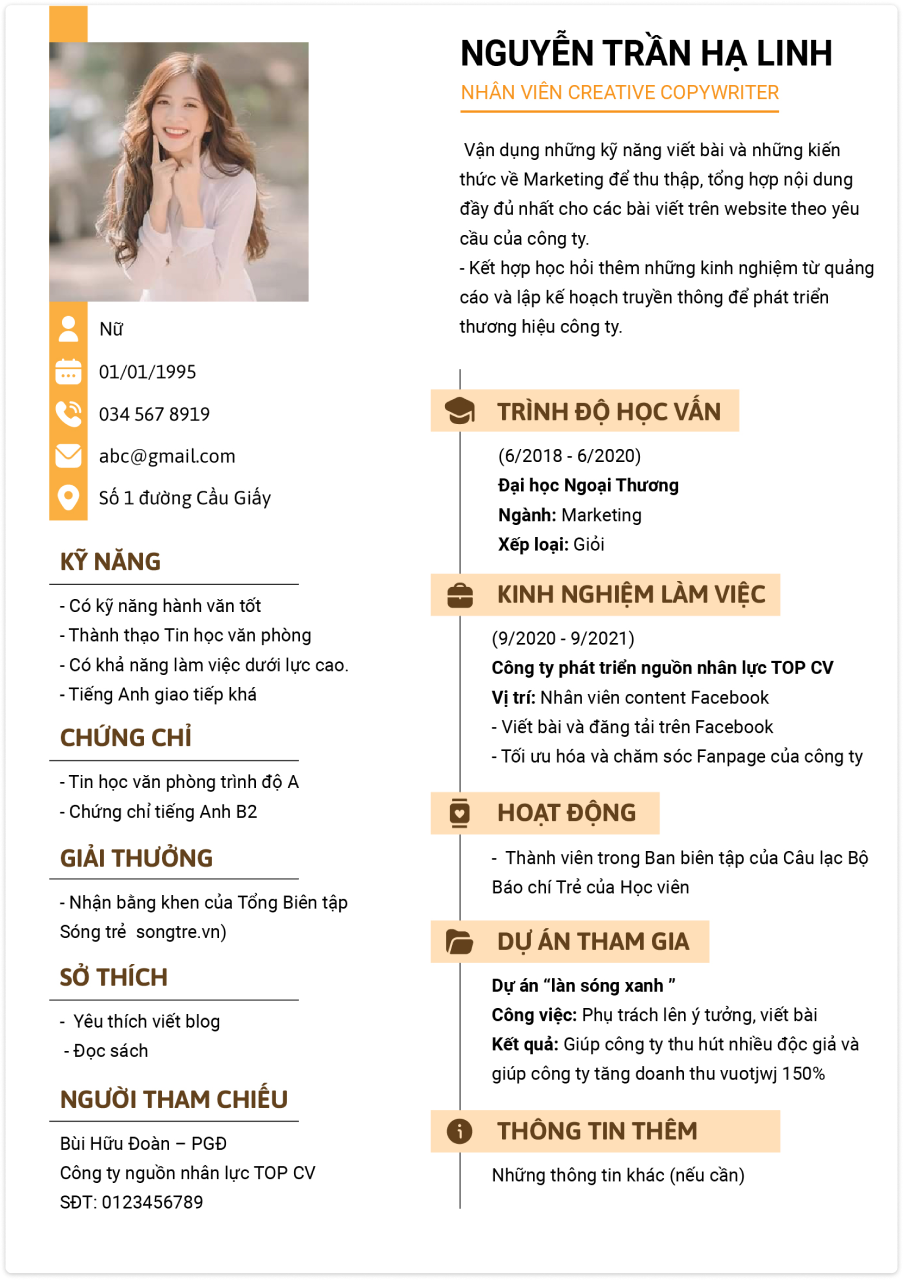 NGUYỄN TRẦN HẠ LINH
NHÂN VIÊN CREATIVE COPYWRITER
Vận dụng những kỹ năng viết bài và những kiến
thức về Marketing để thu thập, tổng hợp nội dung
đầy đủ nhất cho các bài viết trên website theo yêu
cầu của công ty.
- Kết hợp học hỏi thêm những kinh nghiệm từ quảng
cáo và lập kế hoạch truyền thông để phát triển
thương hiệu công ty.
Nữ
01/01/1995
034 567 8919
abc@gmail.com
Số 1 đường Cầu Giấy
KỸ NĂNG
- Có kỹ năng hành văn tốt
- Thành thạo Tin học văn phòng
- Có khả năng làm việc dưới lực cao.
- Tiếng Anh giao tiếp khá
CHỨNG CHỈ
- Tin học văn phòng trình độ A
- Chứng chỉ tiếng Anh B2
GIẢI THƯỞNG
- Nhận bằng khen của Tổng Biên tập
Sóng trẻ songtre.vn)
SỞ THÍCH
- Yêu thích viết blog
- Đọc sách
NGƯỜI THAM CHIẾU
Bùi Hữu Đoàn – PGĐ
Công ty nguồn nhân lực TOP CV
SĐT: 0123456789
TRÌNH ĐỘ HỌC VẤN
(6/2018 - 6/2020)
Đại học Ngoại Thương
Ngành: Marketing
Xếp loại: Giỏi
KINH NGHIỆM LÀM VIỆC
(9/2020 - 9/2021)
Công ty phát triển nguồn nhân lực TOP CV
Vị trí: Nhân viên content Facebook
- Viết bài và đăng tải trên Facebook
- Tối ưu hóa và chăm sóc Fanpage của công ty
HOẠT ĐỘNG
- Thành viên trong Ban biên tập của Câu lạc Bộ
Báo chí Trẻ của Học viên
DỰ ÁN THAM GIA
Dự án “làn sóng xanh ”
Công việc: Phụ trách lên ý tưởng, viết bài
Kết quả: Giúp công ty thu hút nhiều độc giả và
giúp công ty tăng doanh thu vuotjwj 150%
THÔNG TIN THÊM
Những thông tin khác (nếu cần)